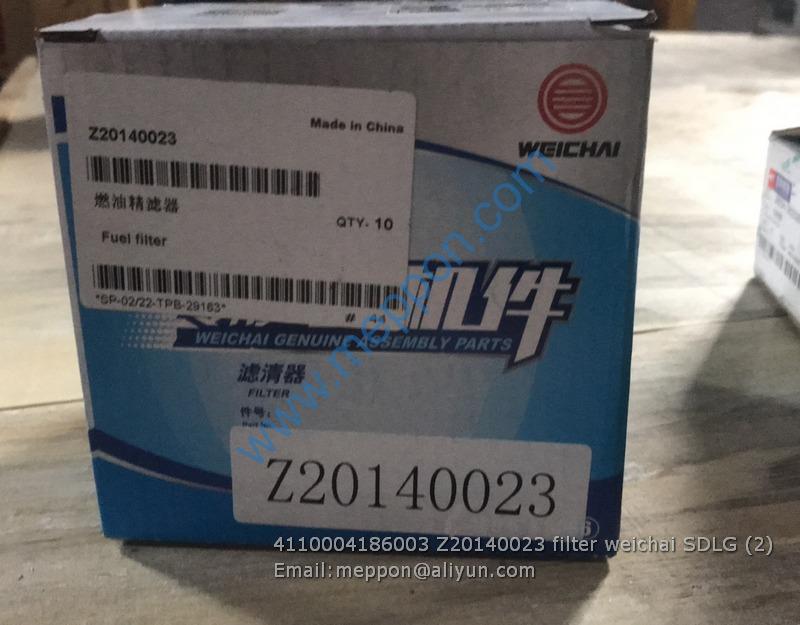 Z20140023
Made in China
燃油精滤器
QTY. 10
Fuel filter
*SP-02/22-TPB-29163*
# 44
WEICHAI
机件
WEICHAI GENUINE ASSEMBLY PARTS
滤清器
FILTER
件号:
Z20140023
6
www.meppon.com
4110004186003 Z20140023 filter weichai SDLG (2)
Email:meppon@aliyun.com